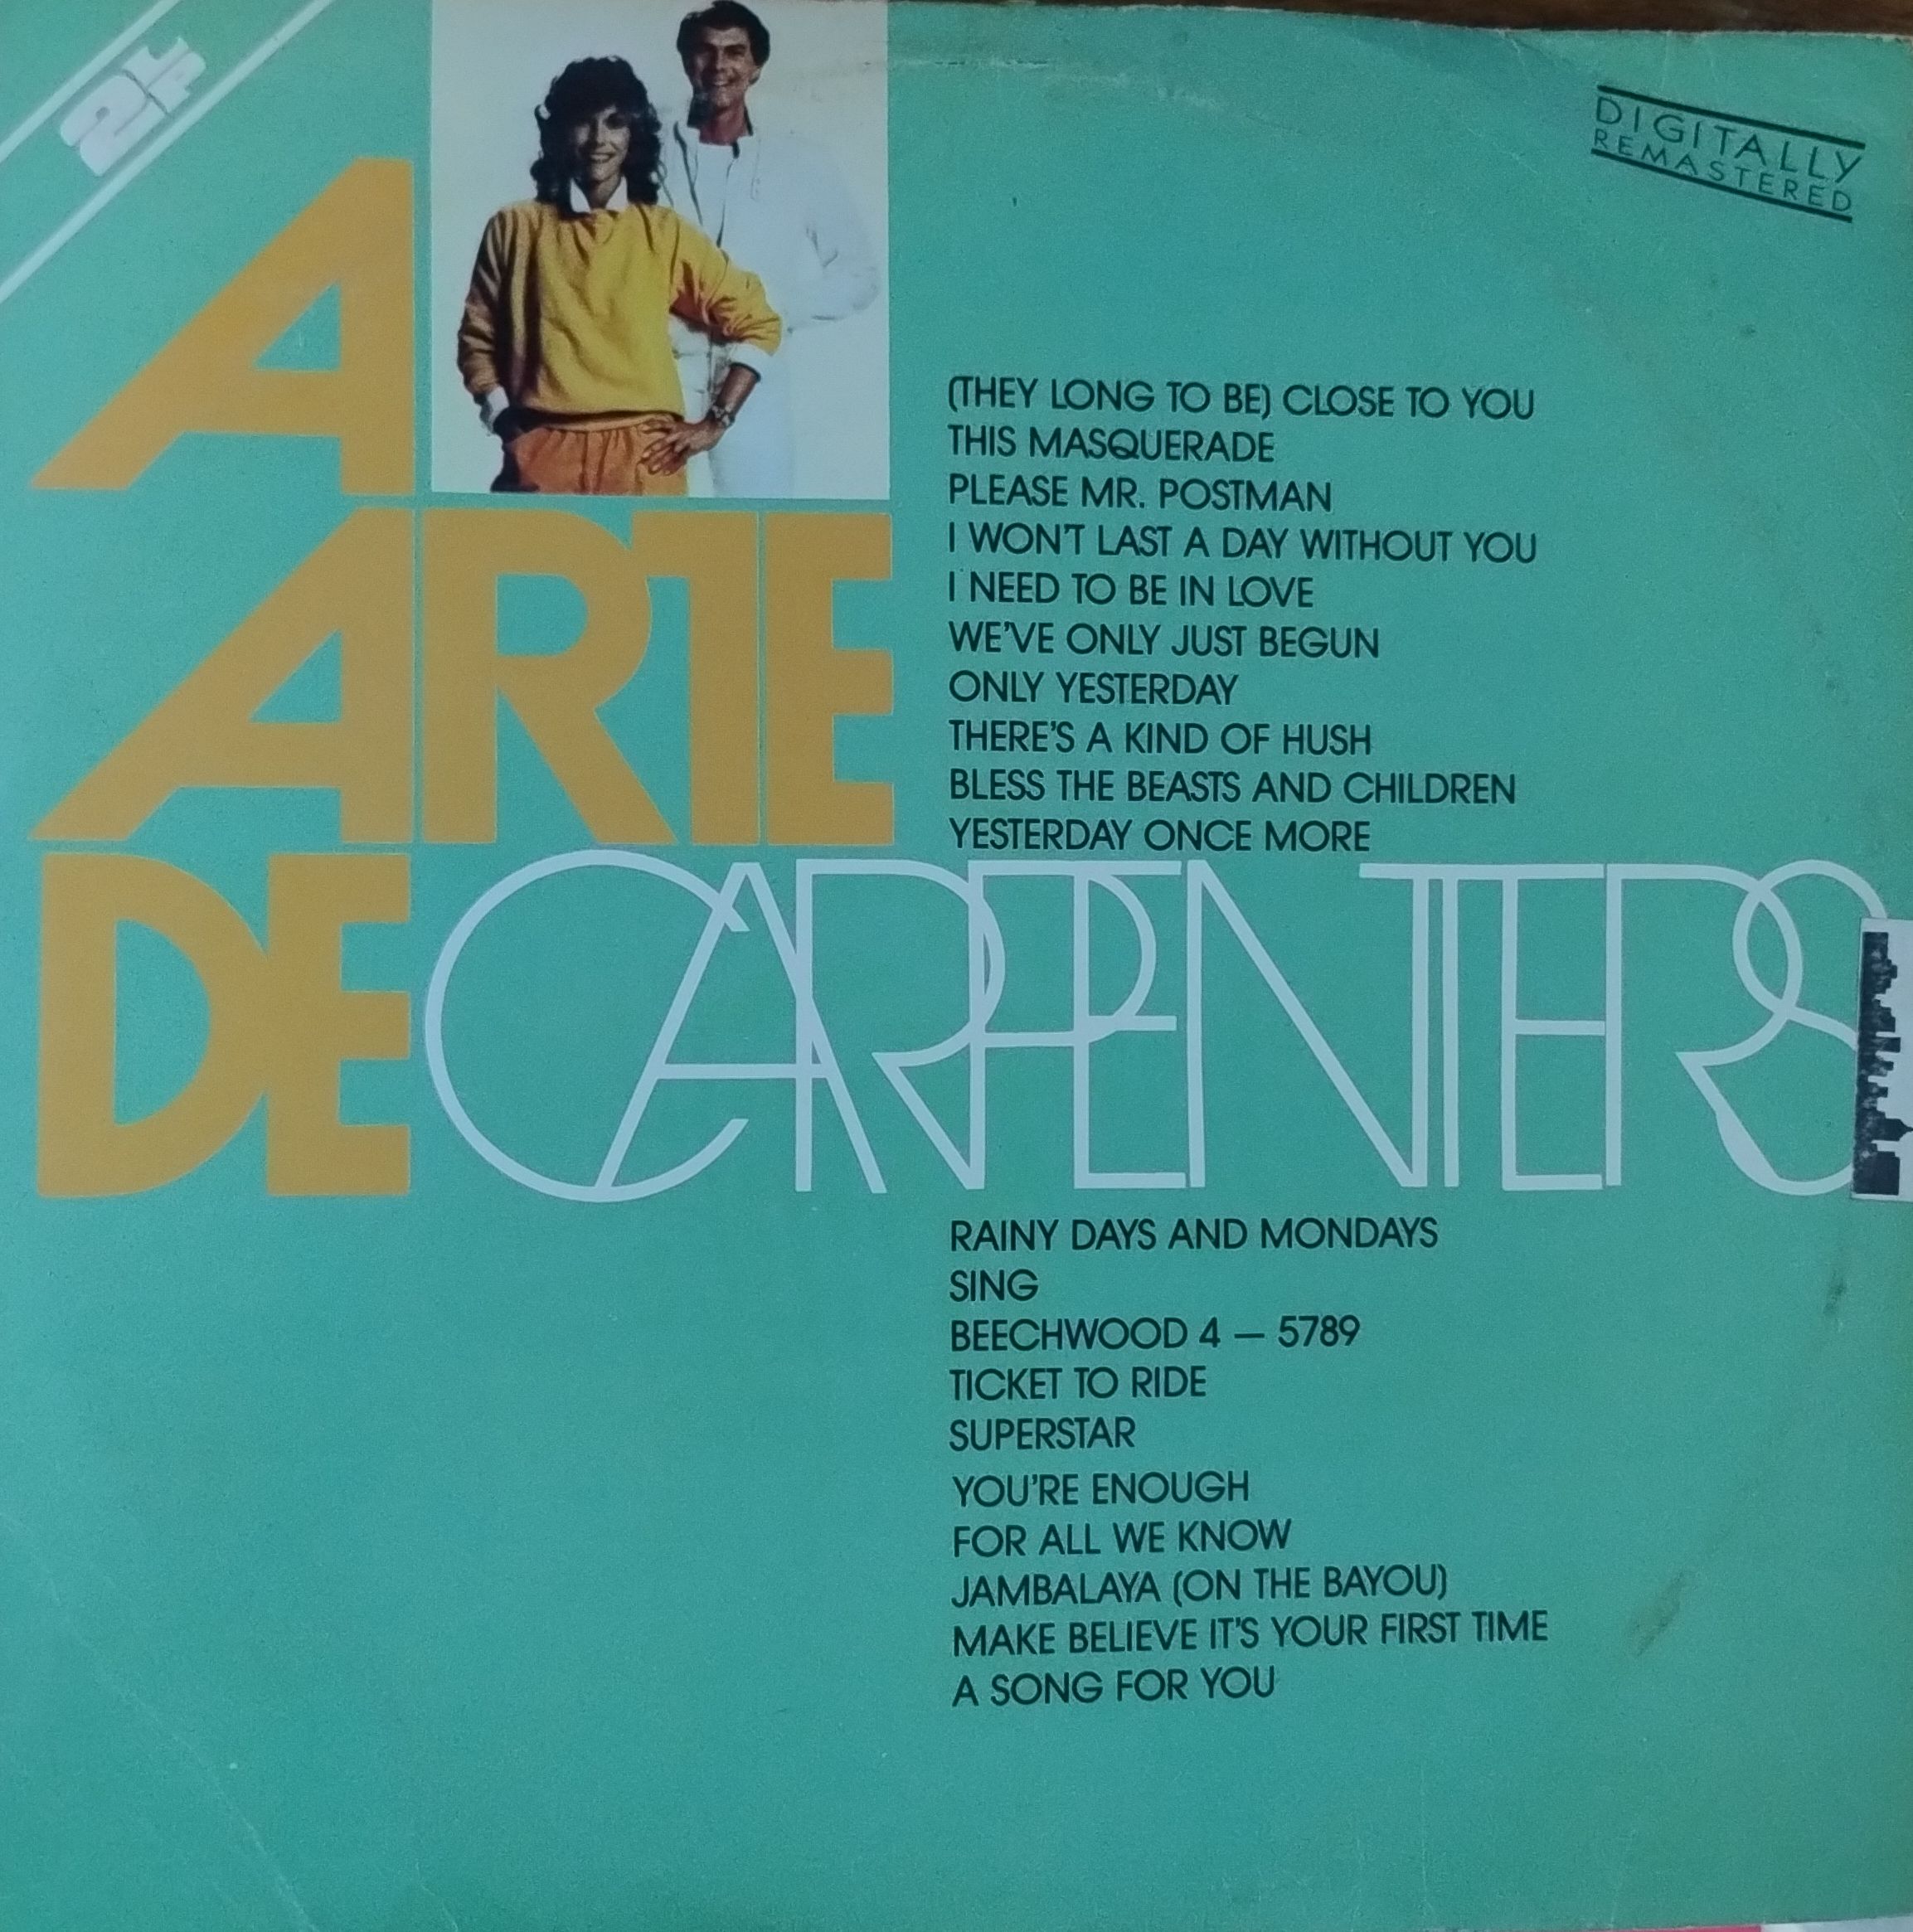 2LP
DIGITALLY
REMASTERED
A
ARTE
DE CARPENTERS
(THEY LONG TO BE) CLOSE TO YOU
THIS MASQUERADE
PLEASE MR. POSTMAN
I WON'T LAST A DAY WITHOUT YOU
I NEED TO BE IN LOVE
WE'VE ONLY JUST BEGUN
ONLY YESTERDAY
THERE'S A KIND OF HUSH
BLESS THE BEASTS AND CHILDREN
YESTERDAY ONCE MORE
RAINY DAYS AND MONDAYS
SING
BEECHWOOD 4 — 5789
TICKET TO RIDE
SUPERSTAR
YOU'RE ENOUGH
FOR ALL WE KNOW
JAMBALAYA (ON THE BAYOU)
MAKE BELIEVE IT'S YOUR FIRST TIME
A SONG FOR YOU